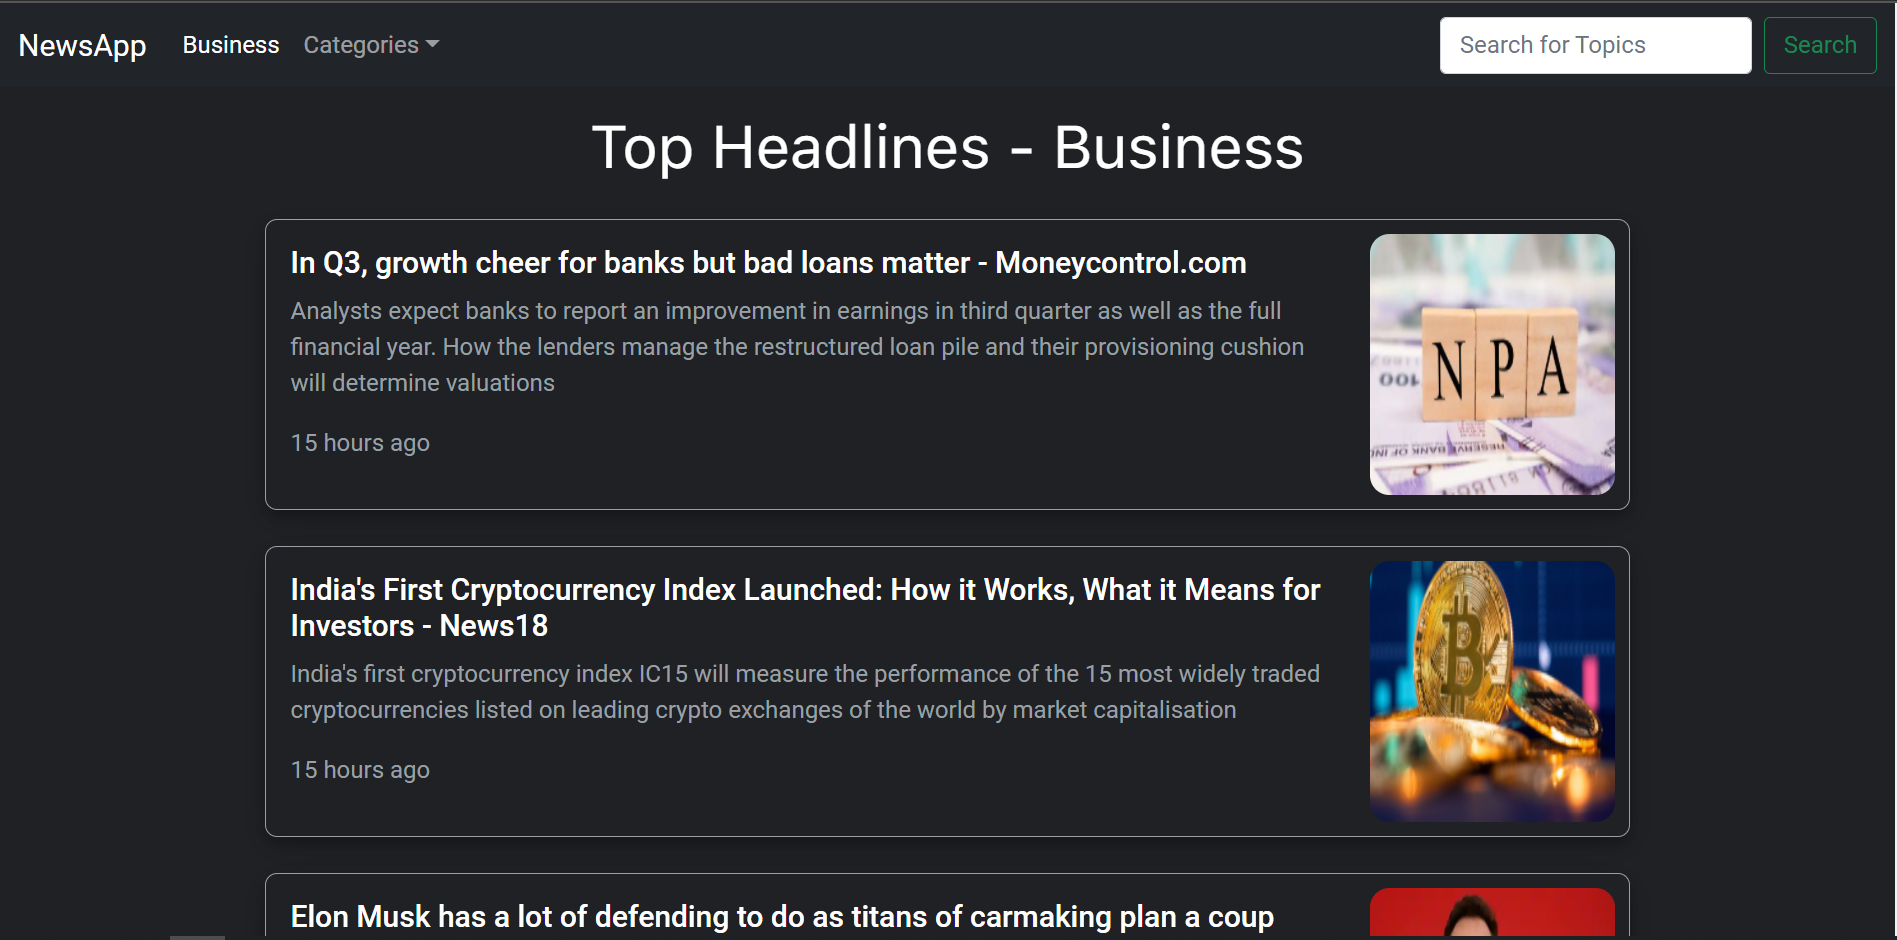 NewsApp Business Categories Search for Topics Search
Top Headlines - Business
In Q3, growth cheer for banks but bad loans matter - Moneycontrol.com
Analysts expect banks to report an improvement in earnings in third quarter as well as the full
financial year. How the lenders manage the restructured loan pile and their provisioning cushion
will determine valuations
15 hours ago
NPA
100
India's First Cryptocurrency Index Launched: How it Works, What it Means for
Investors - News18
India's first cryptocurrency index IC15 will measure the performance of the 15 most widely traded
cryptocurrencies listed on leading crypto exchanges of the world by market capitalisation
15 hours ago
Elon Musk has a lot of defending to do as titans of carmaking plan a coup